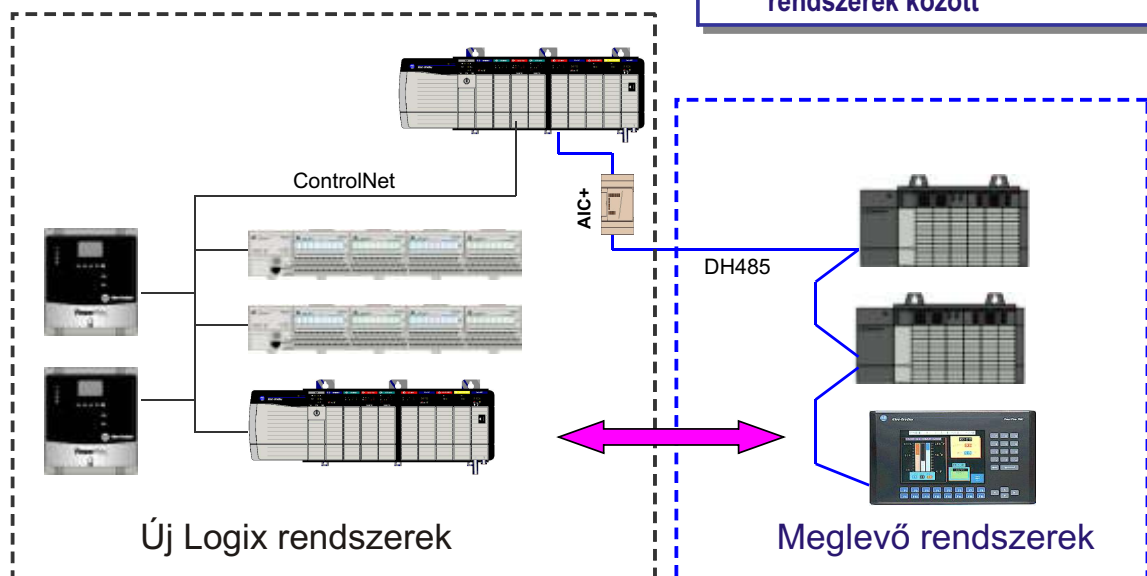 rendszerek között
ControlNet
AIC+
DH485
Új Logix rendszerek
Meglevő rendszerek